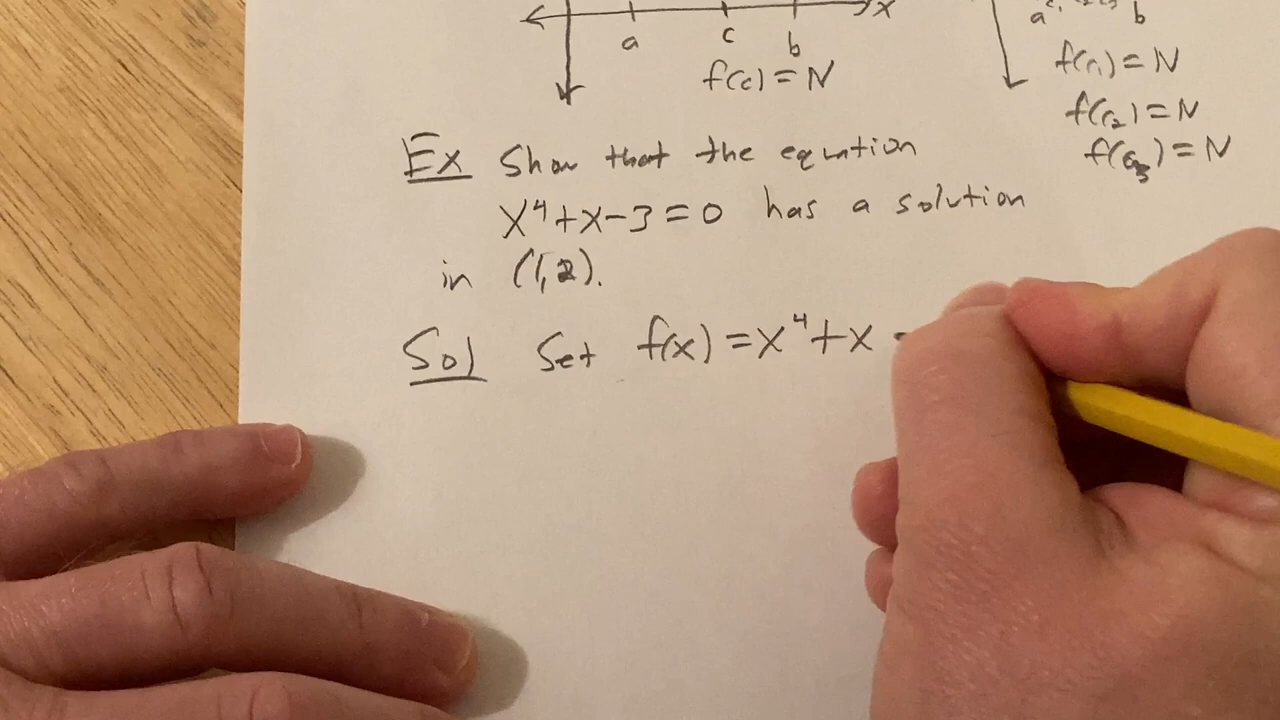 x
a c b
f(c) = N
a b
f(c₁) = N
f(c₂) = N
f(c₃) = N
Ex Show that the equation
x⁴+x-3=0 has a solution
in (1,2).
Sol Set f(x) = x⁴+x -